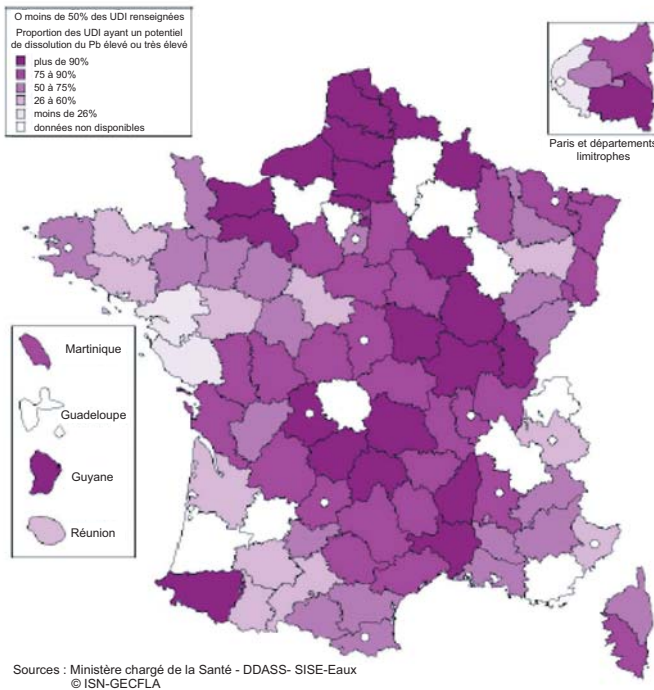 O moins de 50% des UDI renseignées
Proportion des UDI ayant un potentiel
de dissolution du Pb élevé ou très élevé
plus de 90%
75 à 90%
50 à 75%
26 à 60%
moins de 26%
données non disponibles
Paris et départements
limitrophes
Martinique
Guadeloupe
Guyane
Réunion
Sources : Ministère chargé de la Santé - DDASS- SISE-Eaux
© ISN-GECFLA